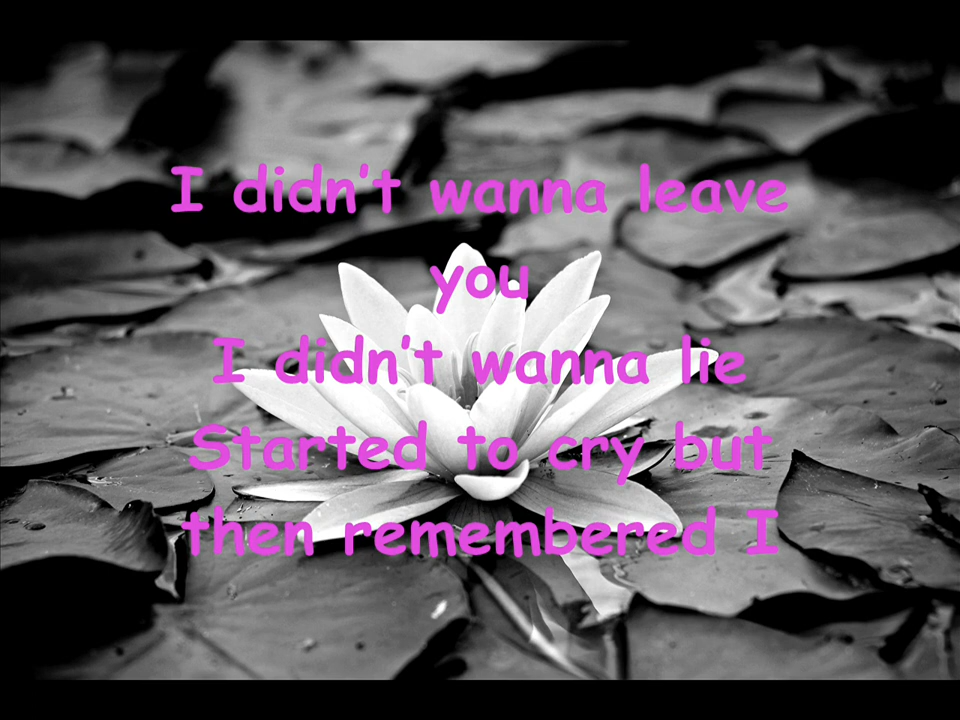 I didn't wanna leave
you
I didn't wanna lie
Started to cry but
then remembered I